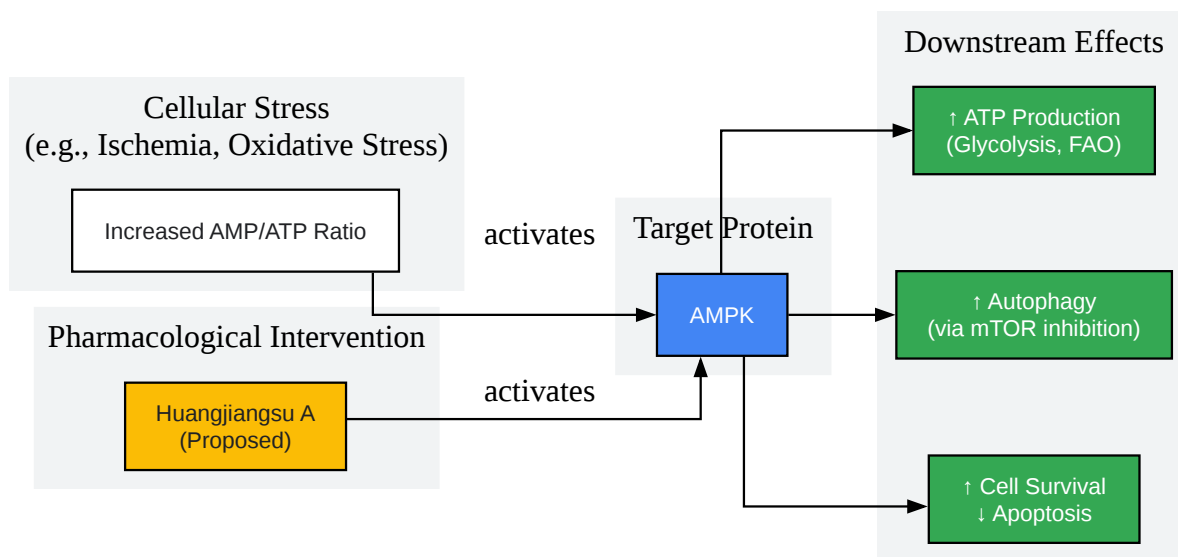 Cellular Stress
(e.g., Ischemia, Oxidative Stress)
Increased AMP/ATP Ratio
Pharmacological Intervention
Huangjiangsu A
(Proposed)
activates
activates
Target Protein
AMPK
Downstream Effects
↑ ATP Production
(Glycolysis, FAO)
↑ Autophagy
(via mTOR inhibition)
↑ Cell Survival
↓ Apoptosis